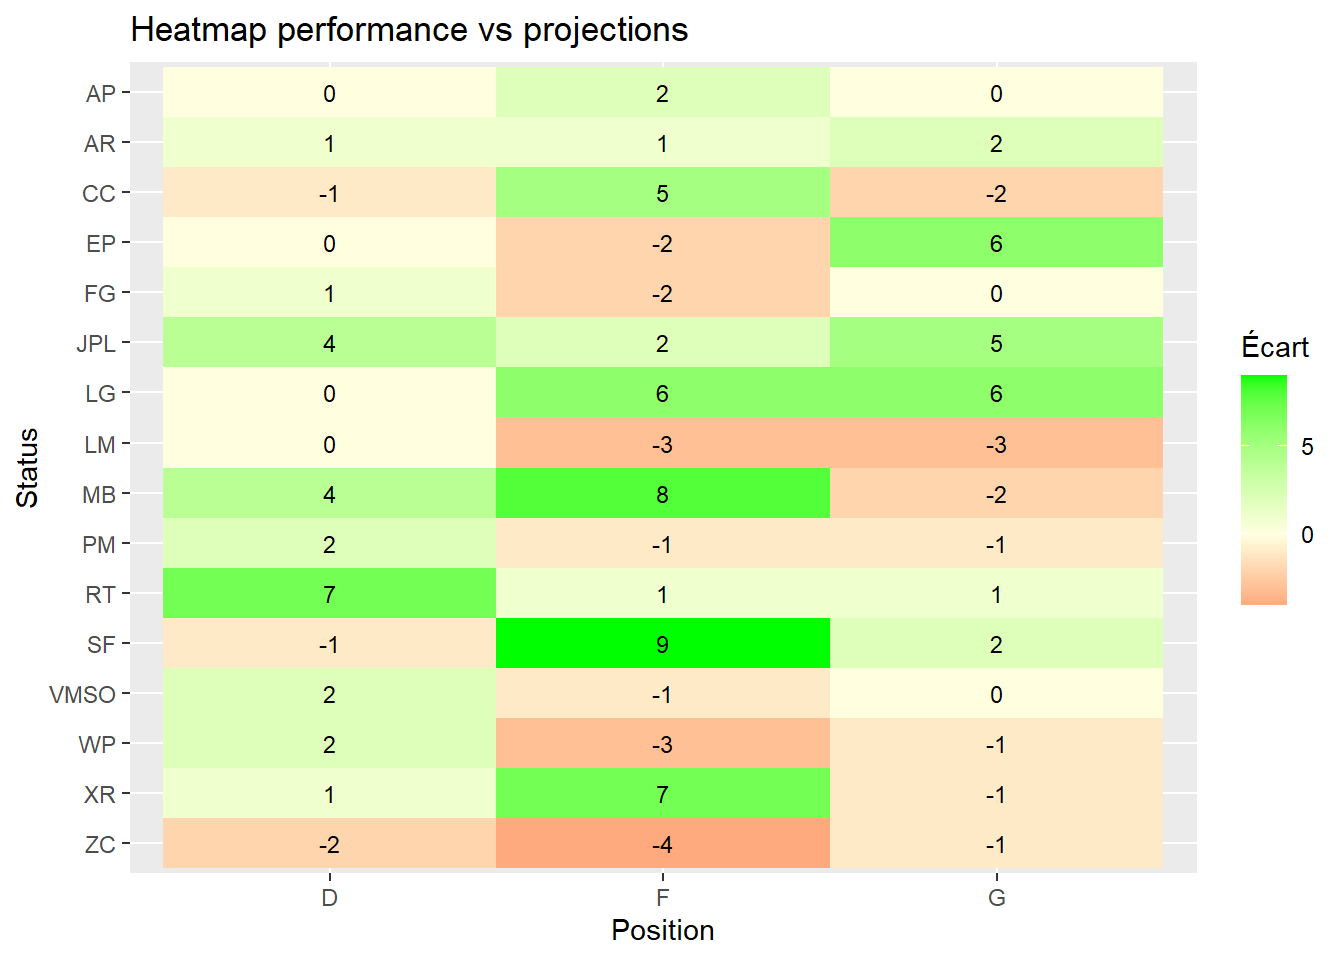 Heatmap performance vs projections
AP 0 2 0
AR 1 1 2
CC -1 5 -2
EP 0 -2 6
FG 1 -2 0
JPL 4 2 5
LG 0 6 6
LM 0 -3 -3
MB 4 8 -2
PM 2 -1 -1
RT 7 1 1
SF -1 9 2
VMSO 2 -1 0
WP 2 -3 -1
XR 1 7 -1
ZC -2 -4 -1
D F G
Position
Status
Écart
5
0